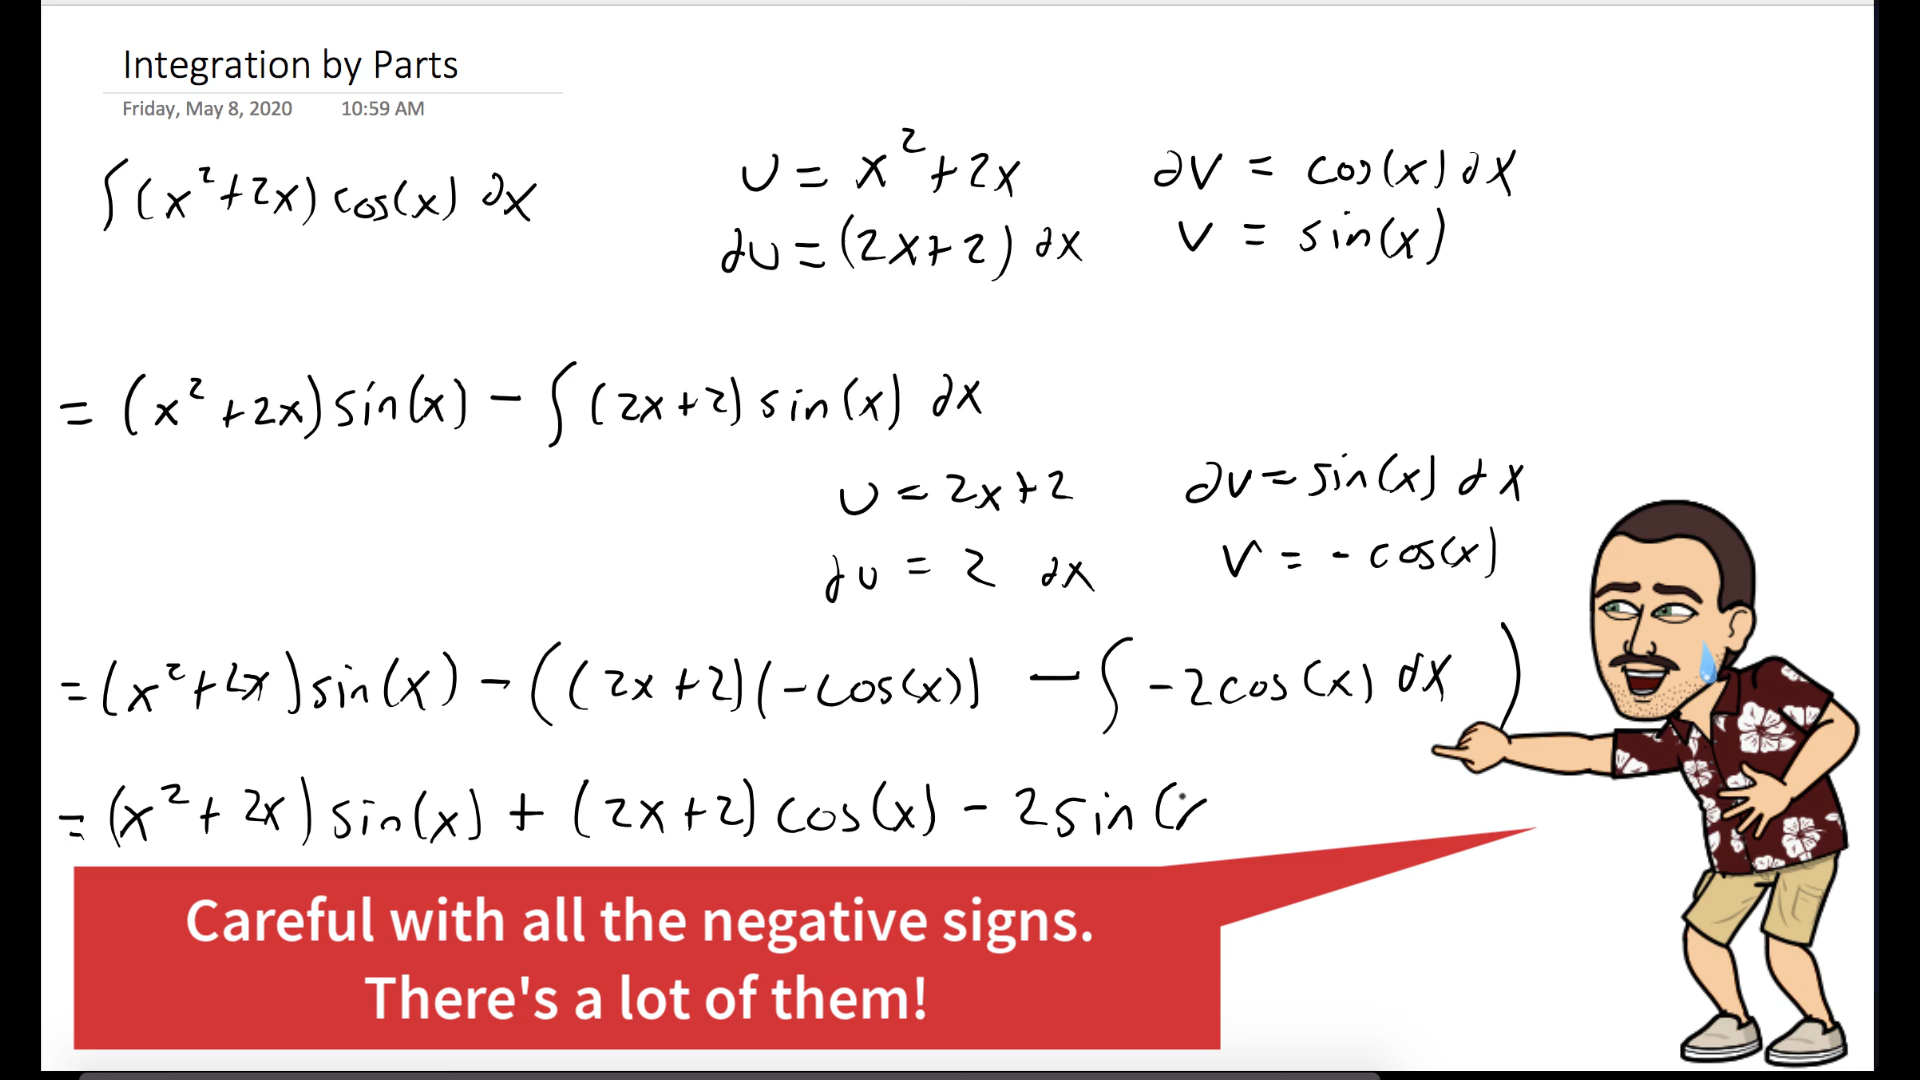 Integration by Parts
Friday, May 8, 2020 10:59 AM
∫(x²+2x) cos(x) dx
u = x²+2x dv = cos(x) dx
du = (2x+2) dx v = sin(x)
= (x²+2x) sin(x) − ∫(2x+2) sin(x) dx
u = 2x+2 dv = sin(x) dx
du = 2 dx v = -cos(x)
= (x²+2x) sin(x) − ((2x+2)(-cos(x)) − ∫ -2cos(x) dx)
= (x²+2x) sin(x) + (2x+2) cos(x) − 2 sin(x
Careful with all the negative signs.
There's a lot of them!